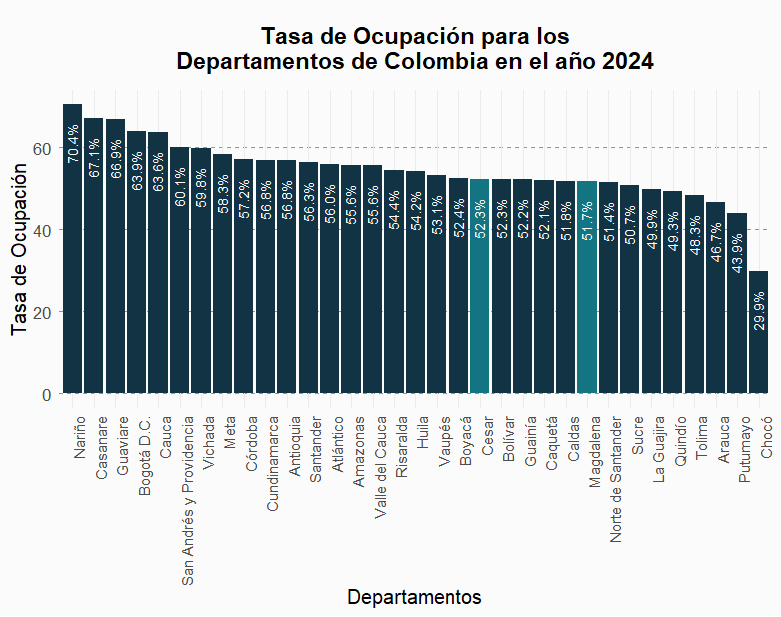 Tasa de Ocupación para los
Departamentos de Colombia en el año 2024
Tasa de Ocupación
60
40
20
0
70.4%
67.1%
66.9%
63.9%
63.6%
60.1%
59.8%
58.3%
57.2%
56.8%
56.8%
56.3%
56.0%
55.6%
55.6%
54.4%
54.2%
53.1%
52.4%
52.3%
52.3%
52.2%
52.1%
51.8%
51.7%
51.4%
50.7%
49.9%
49.3%
48.3%
46.7%
43.9%
29.9%
Nariño
Casanare
Guaviare
Bogotá D.C.
Cauca
San Andrés y Providencia
Vichada
Meta
Córdoba
Cundinamarca
Antioquia
Santander
Atlántico
Amazonas
Valle del Cauca
Risaralda
Huila
Vaupés
Boyacá
Cesar
Bolívar
Guainía
Caquetá
Caldas
Magdalena
Norte de Santander
Sucre
La Guajira
Quindío
Tolima
Arauca
Putumayo
Chocó
Departamentos